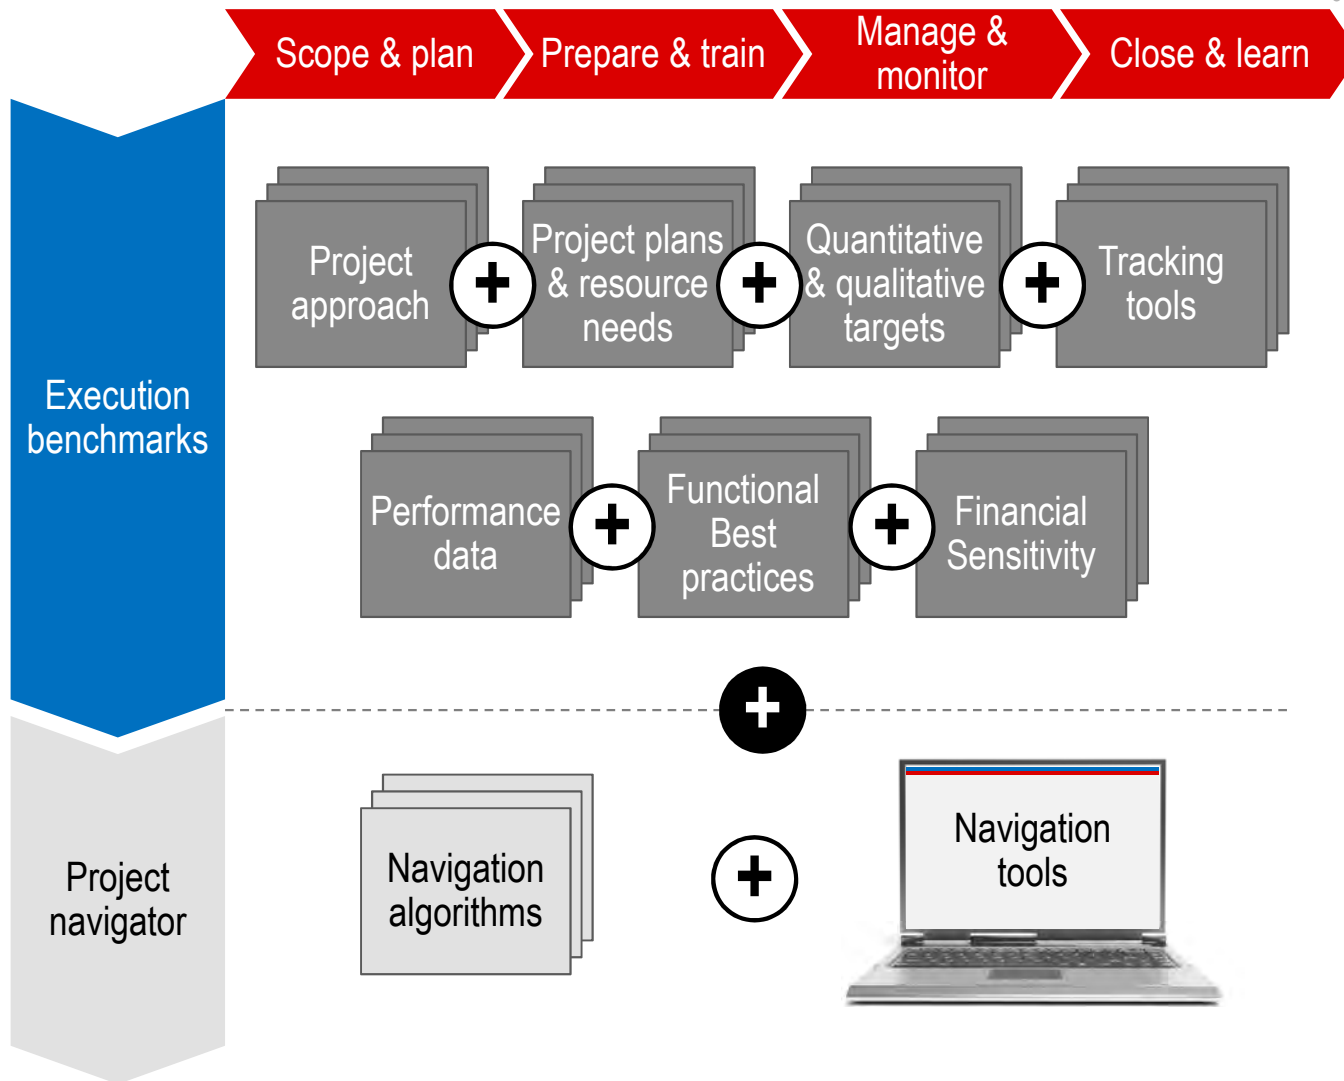 Scope & plan
Prepare & train
Manage &
monitor
Close & learn
Execution
benchmarks
Project
approach
+
Project plans
& resource
needs
+
Quantitative
& qualitative
targets
+
Tracking
tools
Performance
data
+
Functional
Best
practices
+
Financial
Sensitivity
+
Project
navigator
Navigation
algorithms
+
Navigation
tools